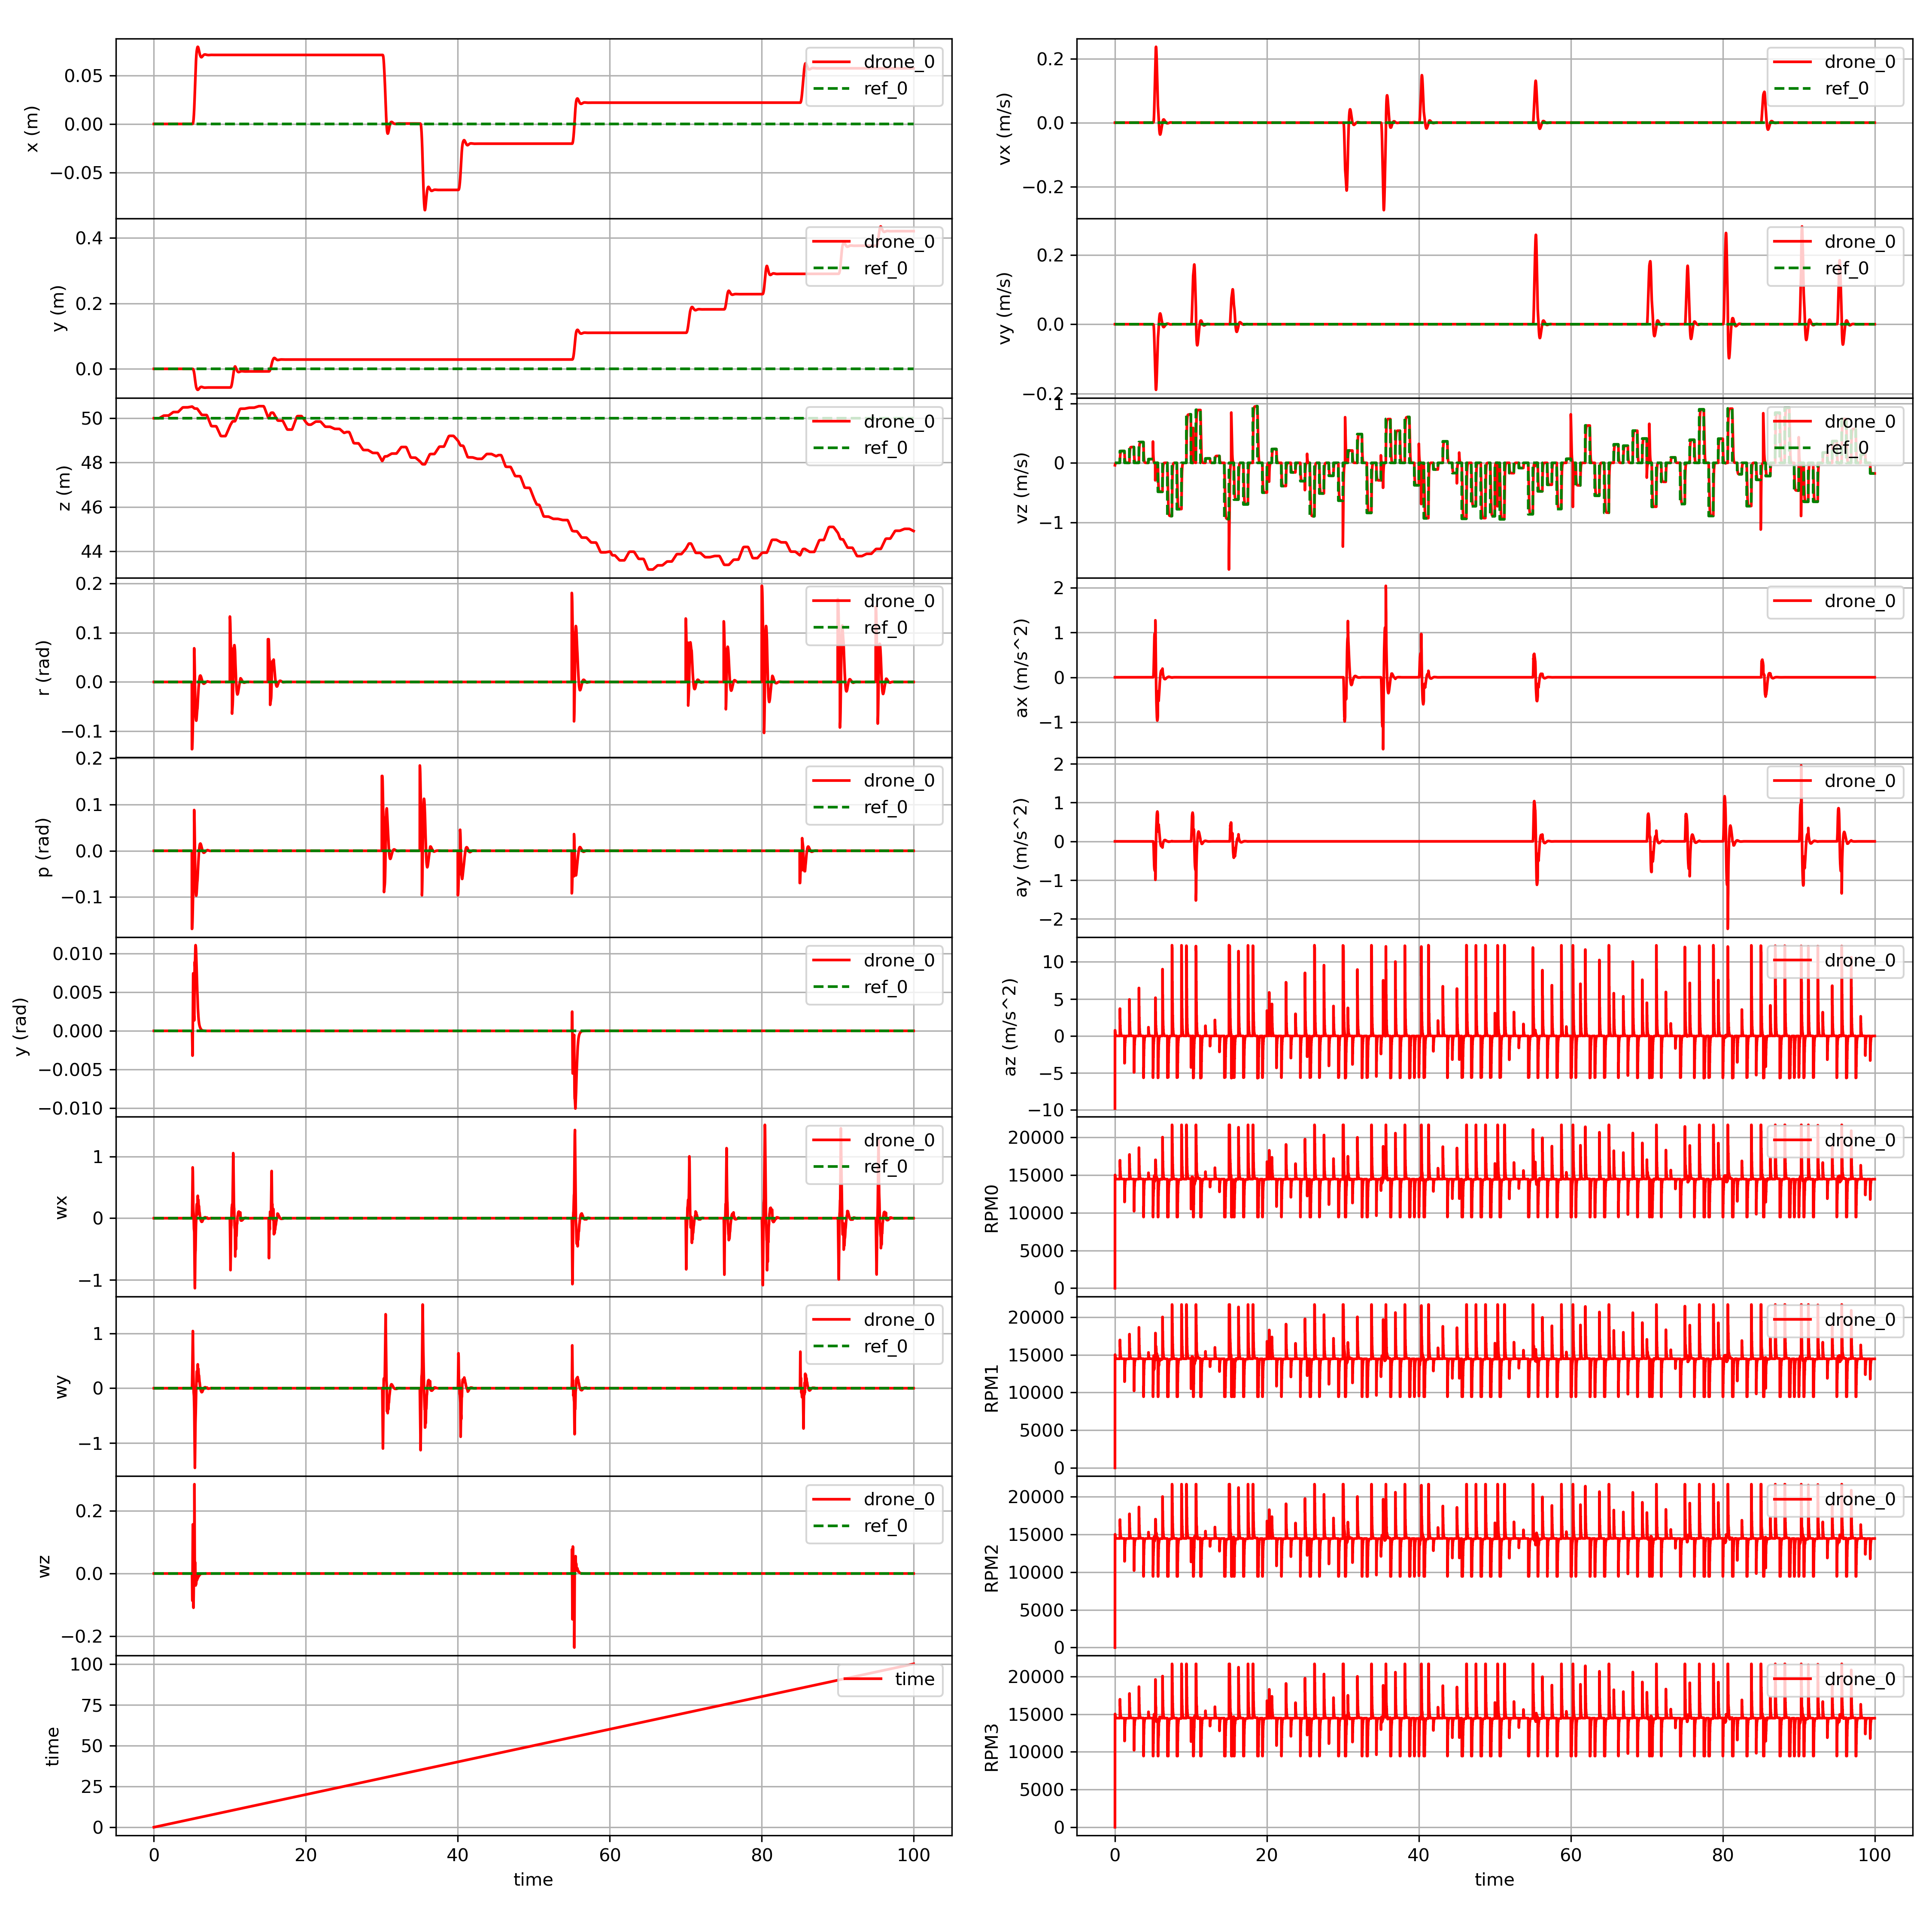 x (m)
0.05
0.00
−0.05
drone_0
ref_0
y (m)
0.4
0.2
0.0
drone_0
ref_0
z (m)
50
48
46
44
drone_0
ref_0
r (rad)
0.2
0.1
0.0
−0.1
drone_0
ref_0
p (rad)
0.2
0.1
0.0
−0.1
drone_0
ref_0
y (rad)
0.010
0.005
0.000
−0.005
−0.010
drone_0
ref_0
wx
1
0
−1
drone_0
ref_0
wy
1
0
−1
drone_0
ref_0
wz
0.2
0.0
−0.2
drone_0
ref_0
time
100
75
50
25
0
time
0 20 40 60 80 100
time
vx (m/s)
0.2
0.0
−0.2
drone_0
ref_0
vy (m/s)
0.2
0.0
−0.2
drone_0
ref_0
vz (m/s)
1
0
−1
drone_0
ref_0
ax (m/s^2)
2
1
0
−1
drone_0
ay (m/s^2)
2
1
0
−1
−2
drone_0
az (m/s^2)
10
5
0
−5
−10
drone_0
RPM0
20000
15000
10000
5000
0
drone_0
RPM1
20000
15000
10000
5000
0
drone_0
RPM2
20000
15000
10000
5000
0
drone_0
RPM3
20000
15000
10000
5000
0
drone_0
0 20 40 60 80 100
time